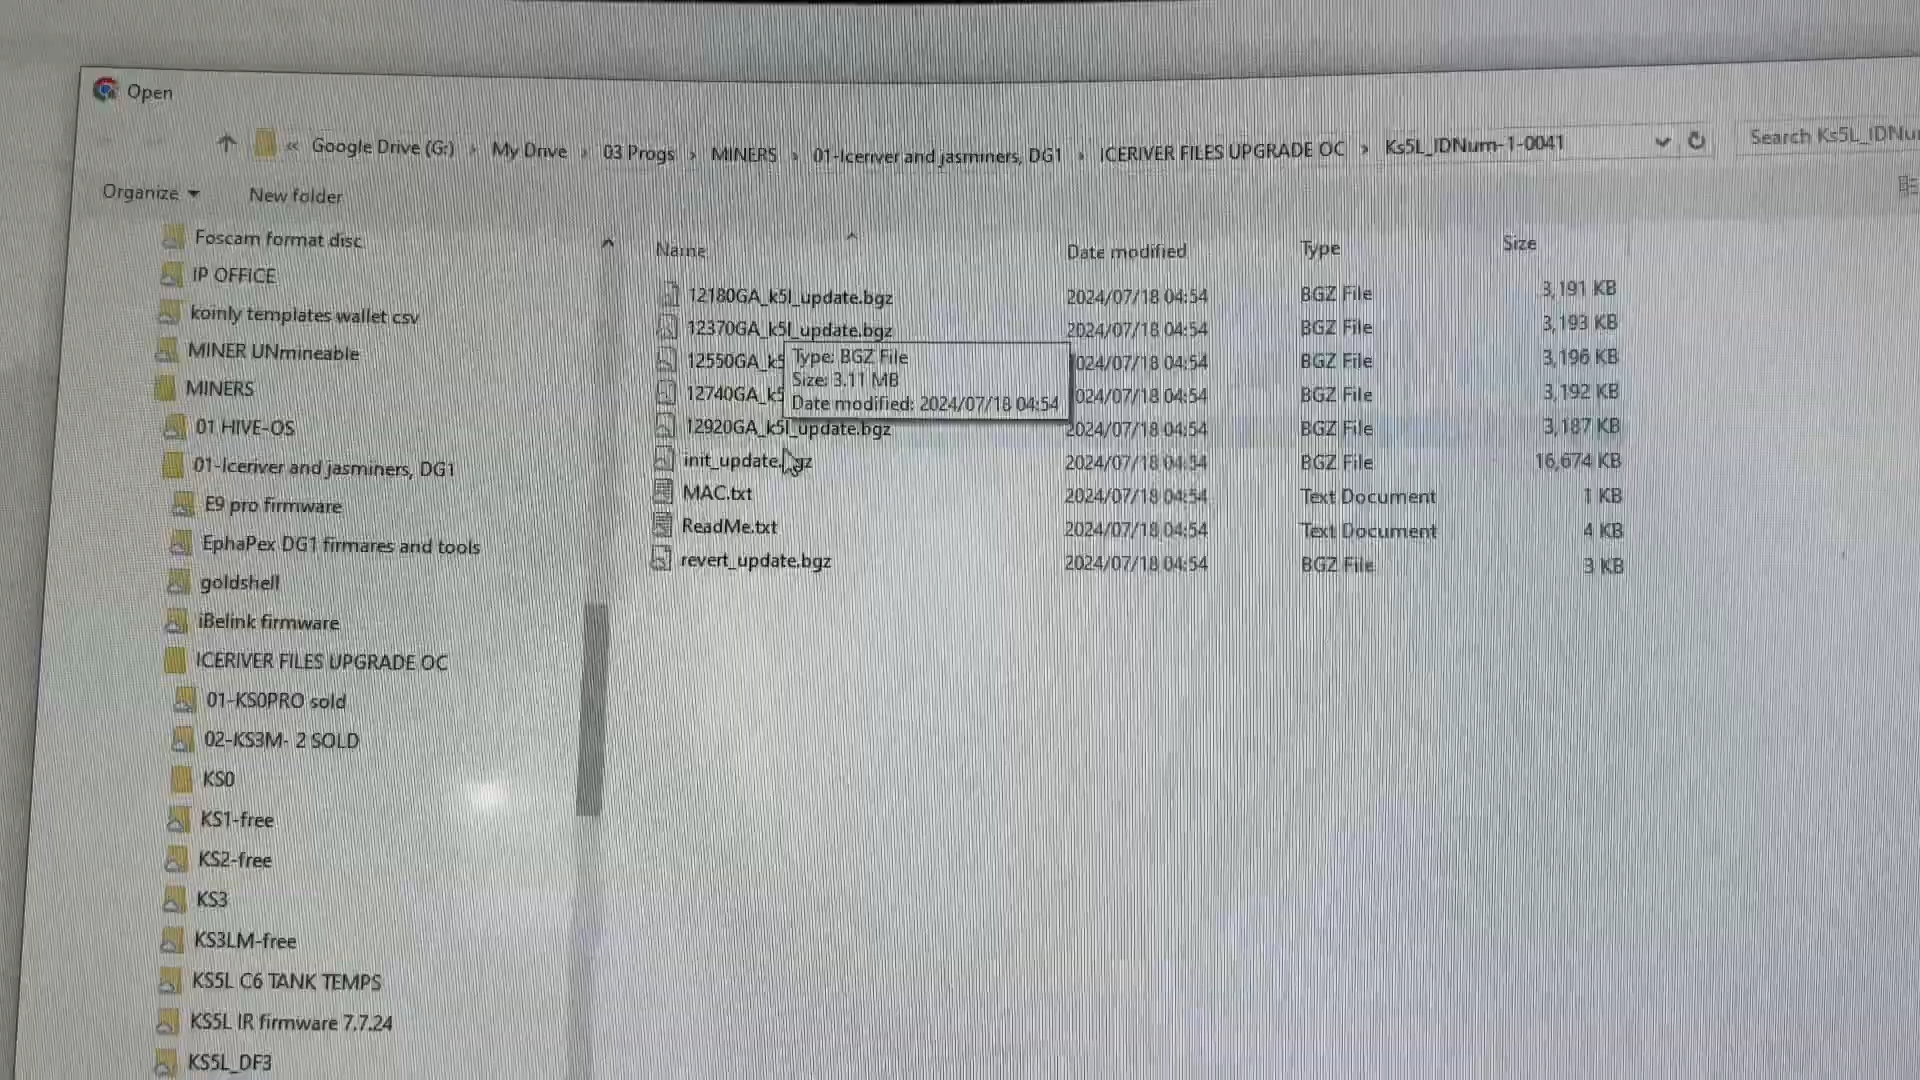 Open
« Google Drive (G:) › My Drive › 03 Progs › MINERS › 01-Iceriver and jasminers, DG1 › ICERIVER FILES UPGRADE OC › Ks5L_IDNum-1-0041
Search Ks5L_IDNu
Organize New folder
Foscam format disc
IP OFFICE
koinly templates wallet csv
MINER UNmineable
MINERS
01 HIVE-OS
01-Iceriver and jasminers, DG1
E9 pro firmware
EphaPex DG1 firmares and tools
goldshell
iBelink firmware
ICERIVER FILES UPGRADE OC
01-KS0PRO sold
02-KS3M- 2 SOLD
KS0
KS1-free
KS2-free
KS3
KS3LM-free
KS5L C6 TANK TEMPS
KS5L IR firmware 7.7.24
KS5L_DF3
Name Date modified Type Size
12180GA_k5l_update.bgz 2024/07/18 04:54 BGZ File 3,191 KB
12370GA_k5l_update.bgz 2024/07/18 04:54 BGZ File 3,193 KB
12550GA_k5 024/07/18 04:54 BGZ File 3,196 KB
12740GA_k5 024/07/18 04:54 BGZ File 3,192 KB
12920GA_k5l_update.bgz 2024/07/18 04:54 BGZ File 3,187 KB
init_update.bgz 2024/07/18 04:54 BGZ File 16,674 KB
MAC.txt 2024/07/18 04:54 Text Document 1 KB
ReadMe.txt 2024/07/18 04:54 Text Document 4 KB
revert_update.bgz 2024/07/18 04:54 BGZ File 3 KB
Type: BGZ File
Size: 3.11 MB
Date modified: 2024/07/18 04:54